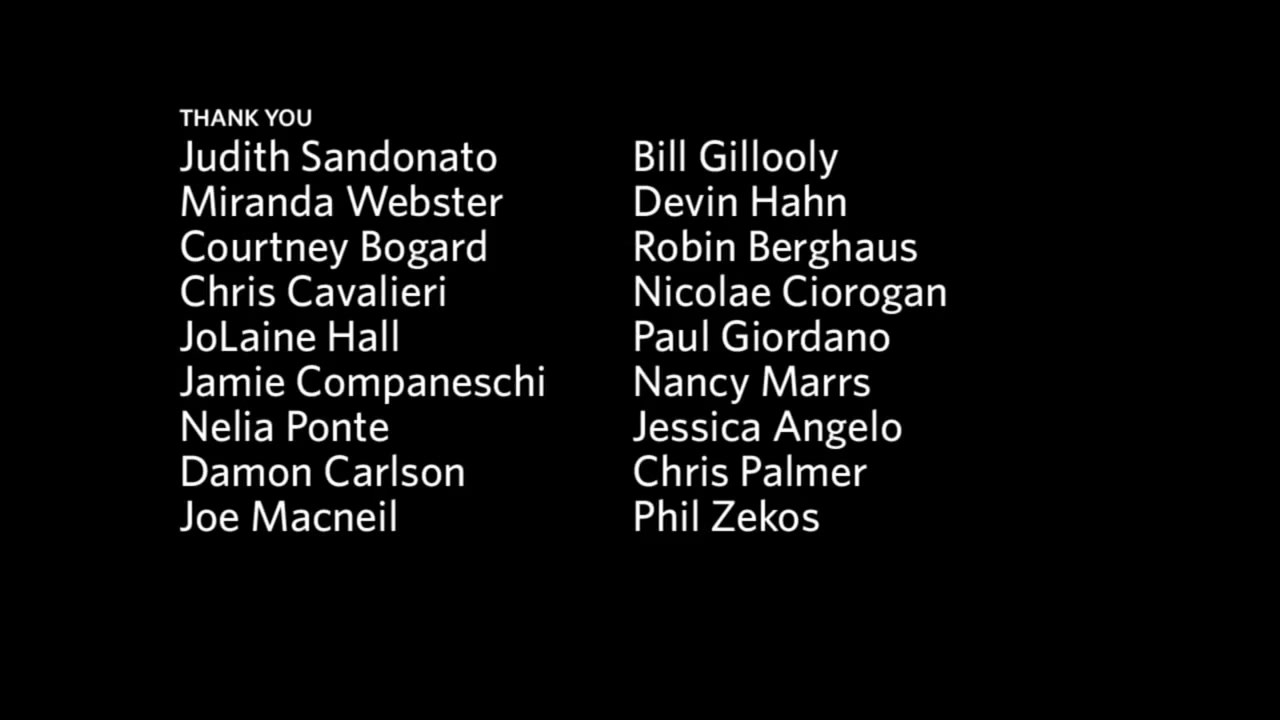 THANK YOU
Judith Sandonato
Miranda Webster
Courtney Bogard
Chris Cavalieri
JoLaine Hall
Jamie Companeschi
Nelia Ponte
Damon Carlson
Joe Macneil
Bill Gillooly
Devin Hahn
Robin Berghaus
Nicolae Ciorogan
Paul Giordano
Nancy Marrs
Jessica Angelo
Chris Palmer
Phil Zekos